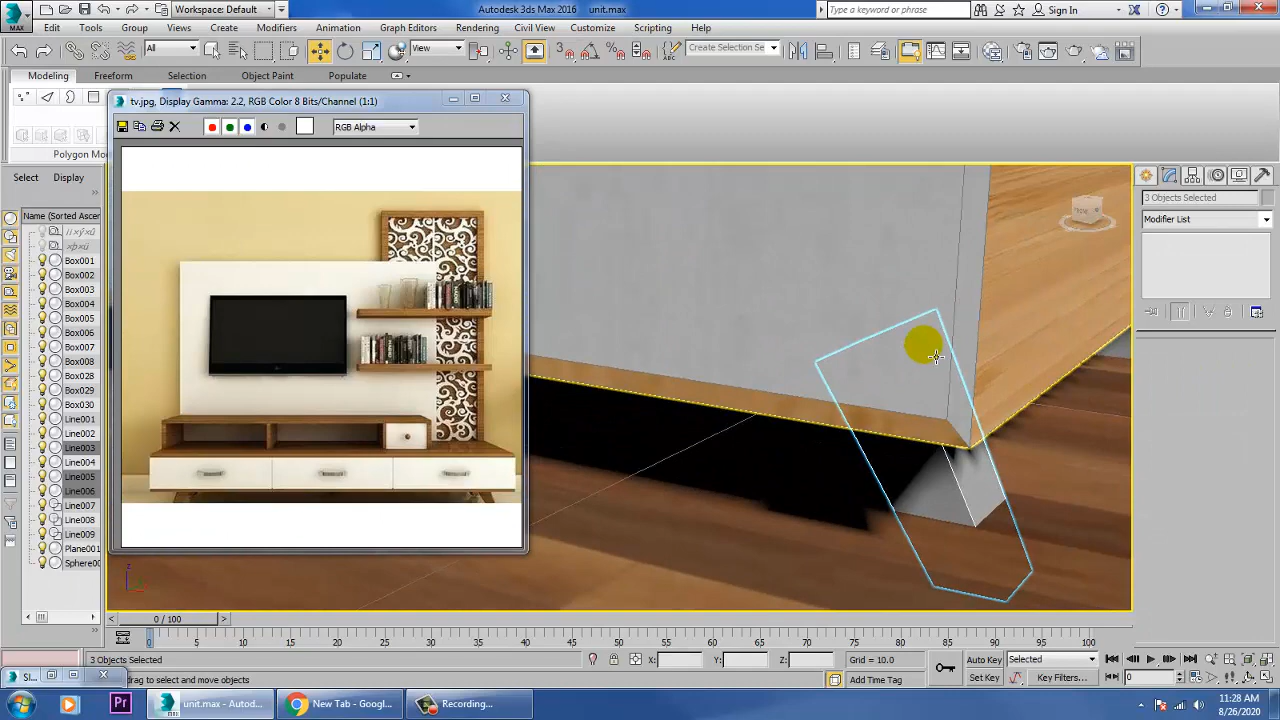 Workspace: Default
Autodesk 3ds Max 2016
unit.max
Type a keyword or phrase
Sign In
MAX
Edit
Tools
Group
Views
Create
Modifiers
Animation
Graph Editors
Rendering
Civil View
Customize
Scripting
Help
All
View
Create Selection Se
Modeling
Freeform
Selection
Object Paint
Populate
Polygon Mo
tv.jpg, Display Gamma: 2.2, RGB Color 8 Bits/Channel (1:1)
RGB Alpha
Select
Display
Name (Sorted Ascen
Box001
Box002
Box003
Box004
Box005
Box006
Box007
Box008
Box028
Box029
Box030
Line001
Line002
Line003
Line004
Line005
Line006
Line007
Line008
Line009
Plane001
Sphere00
3 Objects Selected
Modifier List
0 / 100
0
5
10
15
20
25
30
35
40
45
50
55
60
65
70
75
80
85
90
95
100
3 Objects Selected
X:
Y:
Z:
Grid = 10.0
Auto Key
Selected
drag to select and move objects
Add Time Tag
Set Key
Key Filters...
0
unit.max - Autod...
New Tab - Googl...
Recording...
11:28 AM
8/26/2020